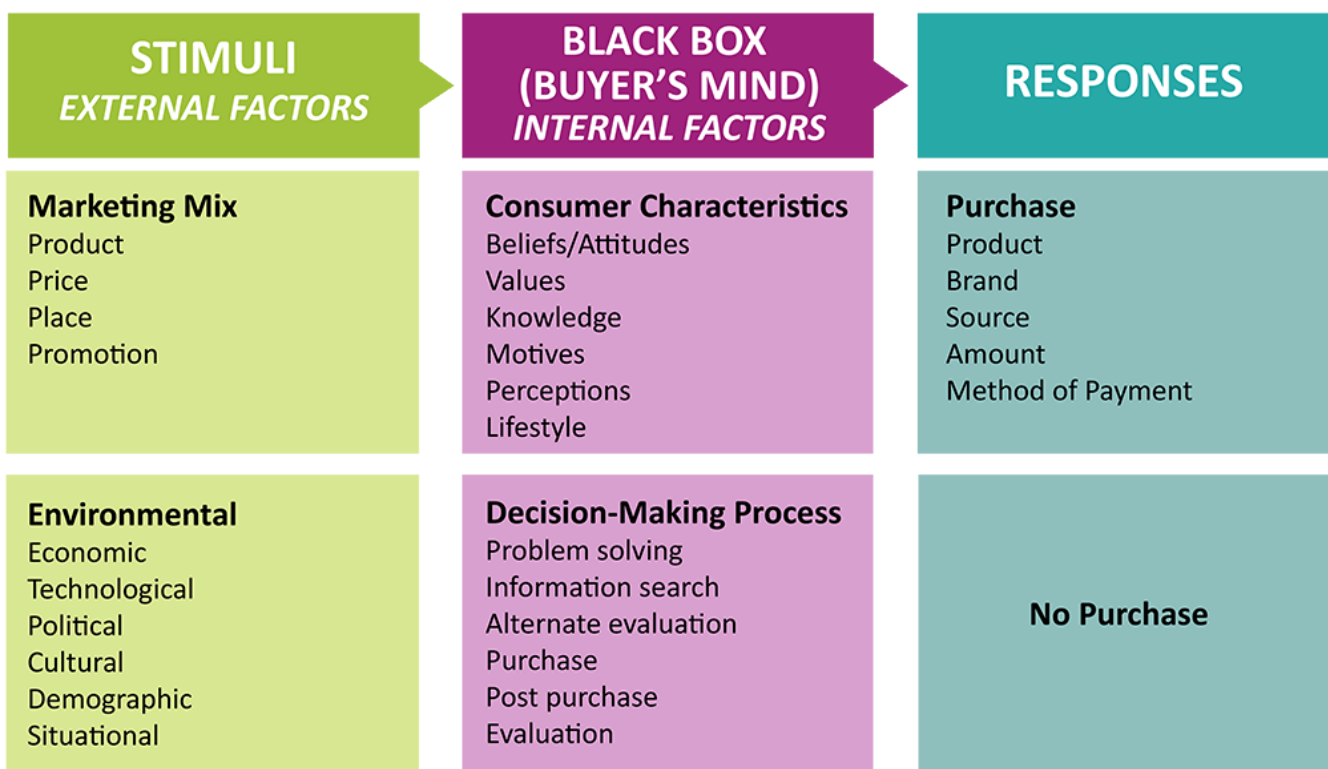 STIMULI
EXTERNAL FACTORS
BLACK BOX
(BUYER'S MIND)
INTERNAL FACTORS
RESPONSES
Marketing Mix
Product
Price
Place
Promotion
Consumer Characteristics
Beliefs/Attitudes
Values
Knowledge
Motives
Perceptions
Lifestyle
Purchase
Product
Brand
Source
Amount
Method of Payment
Environmental
Economic
Technological
Political
Cultural
Demographic
Situational
Decision-Making Process
Problem solving
Information search
Alternate evaluation
Purchase
Post purchase
Evaluation
No Purchase